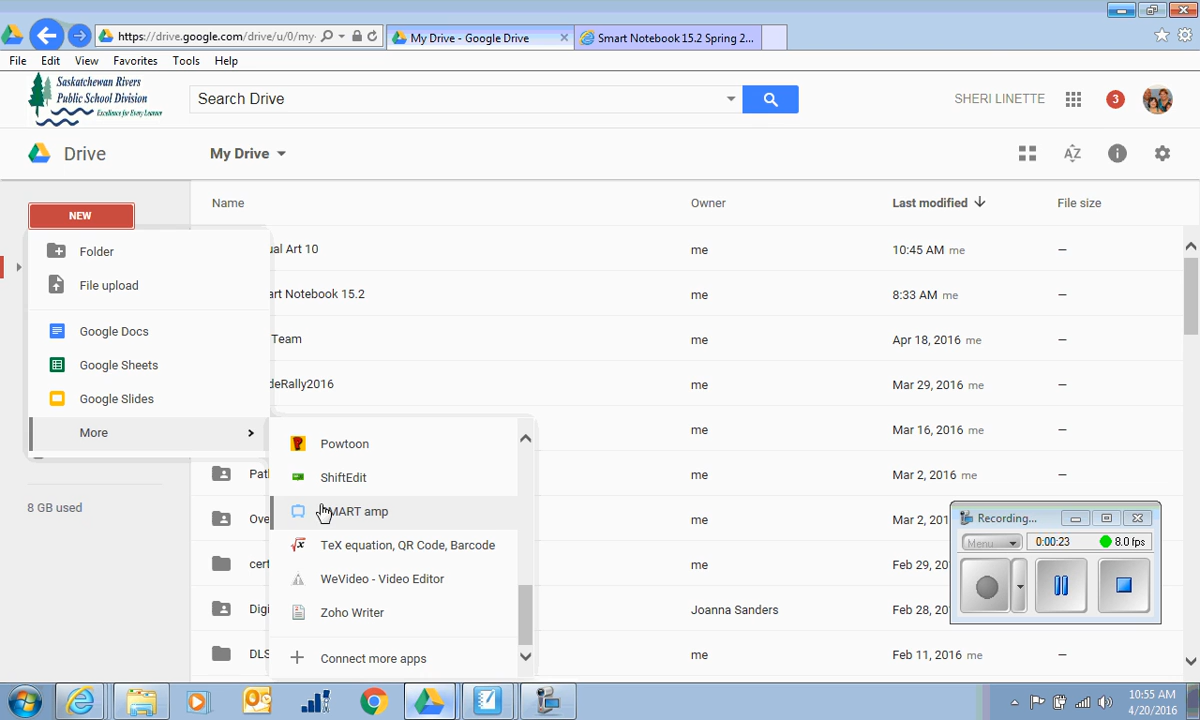 https://drive.google.com/drive/u/0/my-
My Drive - Google Drive
Smart Notebook 15.2 Spring 2...
File Edit View Favorites Tools Help
Saskatchewan Rivers
Public School Division
Excellence for Every Learner
Search Drive
SHERI LINETTE
3
Drive
My Drive
AZ
NEW
Name Owner Last modified File size
Folder
ual Art 10 me 10:45 AM me –
File upload
art Notebook 15.2 me 8:33 AM me –
Google Docs
Team me Apr 18, 2016 me –
Google Sheets
deRally2016 me Mar 29, 2016 me –
Google Slides
More
me Mar 16, 2016 me –
Powtoon
Pat me Mar 2, 2016 me –
ShiftEdit
8 GB used
SMART amp
Ove me Mar 2, 201
Recording...
Menu 0:00:23 8.0 fps
TeX equation, QR Code, Barcode
cert me Feb 29, 20
WeVideo - Video Editor
Digi Joanna Sanders Feb 28, 20
Zoho Writer
DLS me Feb 11, 2016 me –
Connect more apps
10:55 AM
4/20/2016